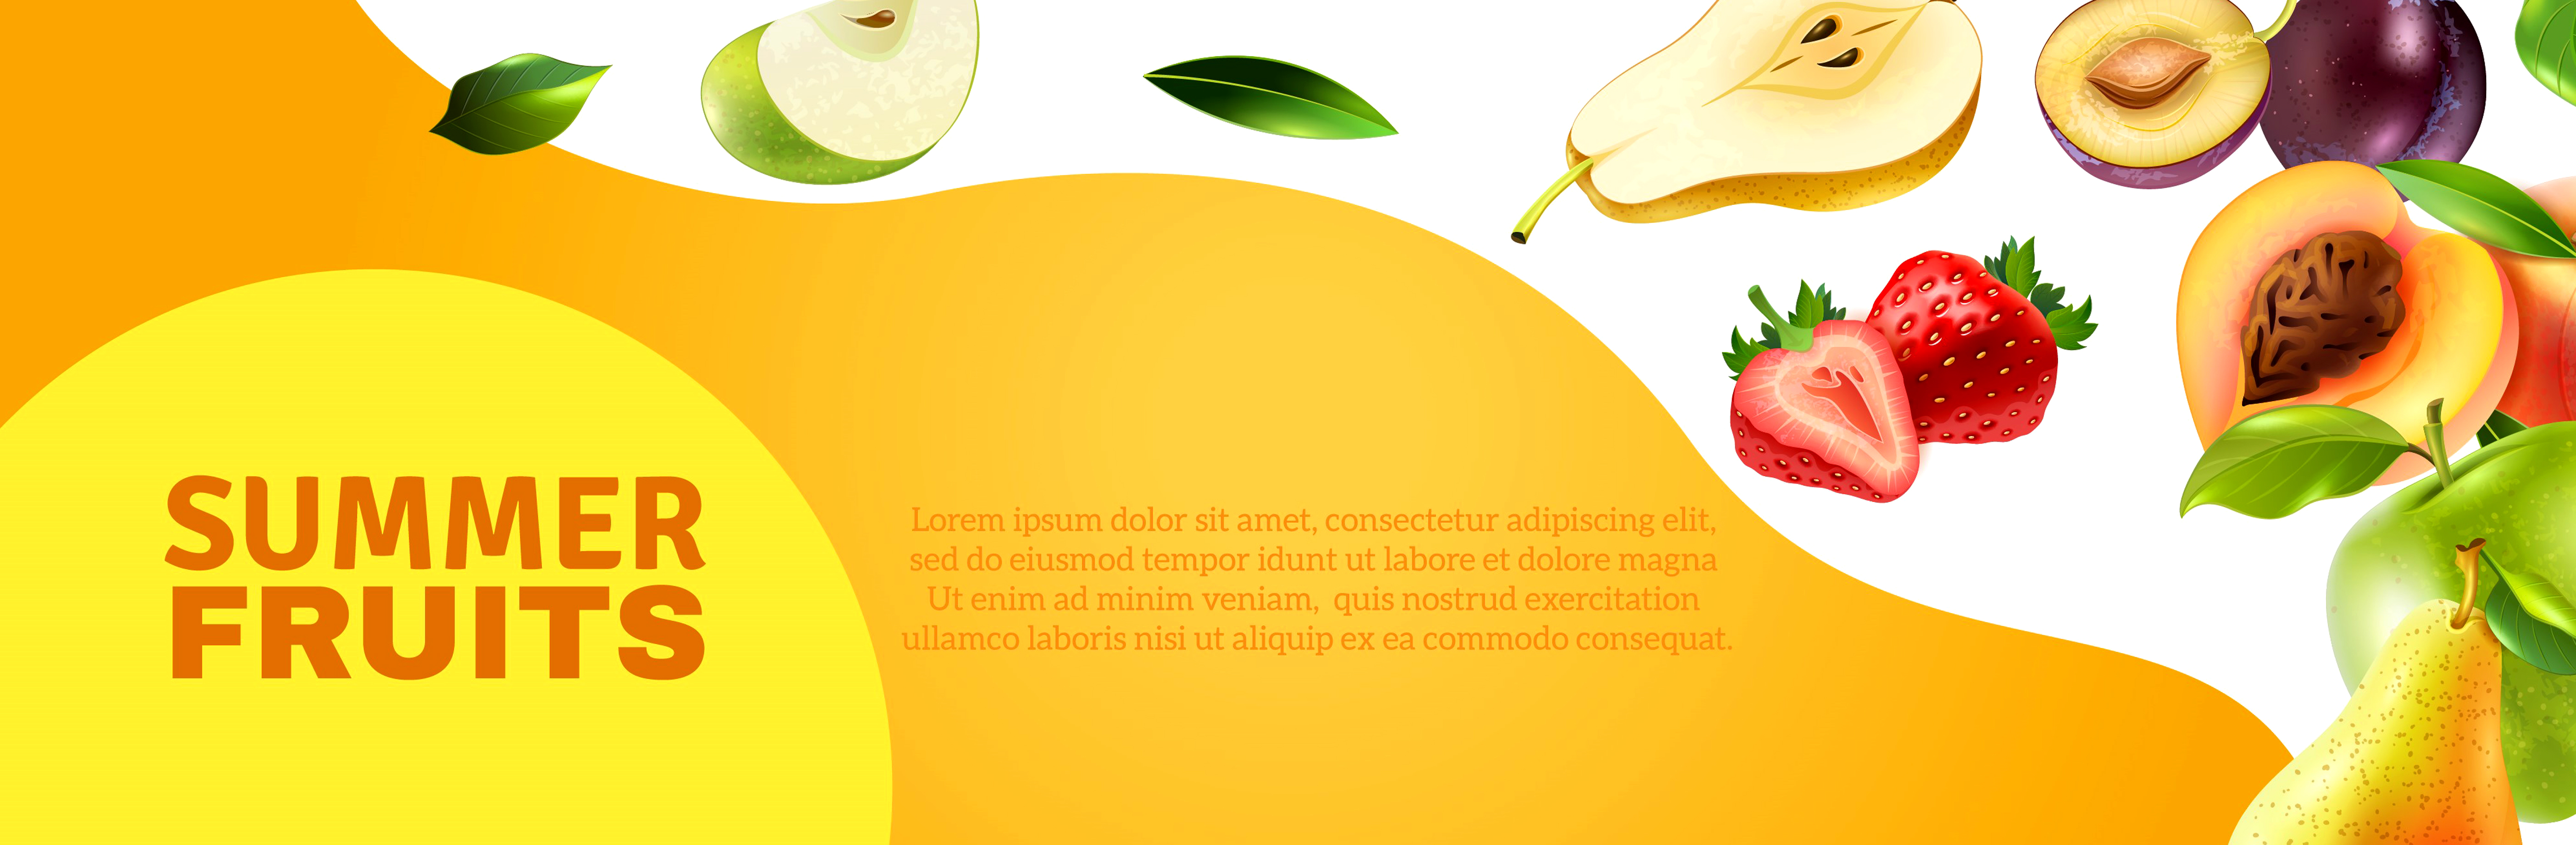 SUMMER
FRUITS
Lorem ipsum dolor sit amet, consectetur adipiscing elit,
sed do eiusmod tempor idunt ut labore et dolore magna
Ut enim ad minim veniam, quis nostrud exercitation
ullamco laboris nisi ut aliquip ex ea commodo consequat.